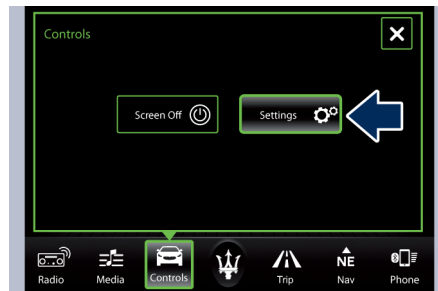 Controls
Screen Off
Settings
NE
Radio
Media
Controls
Trip
Nav
Phone